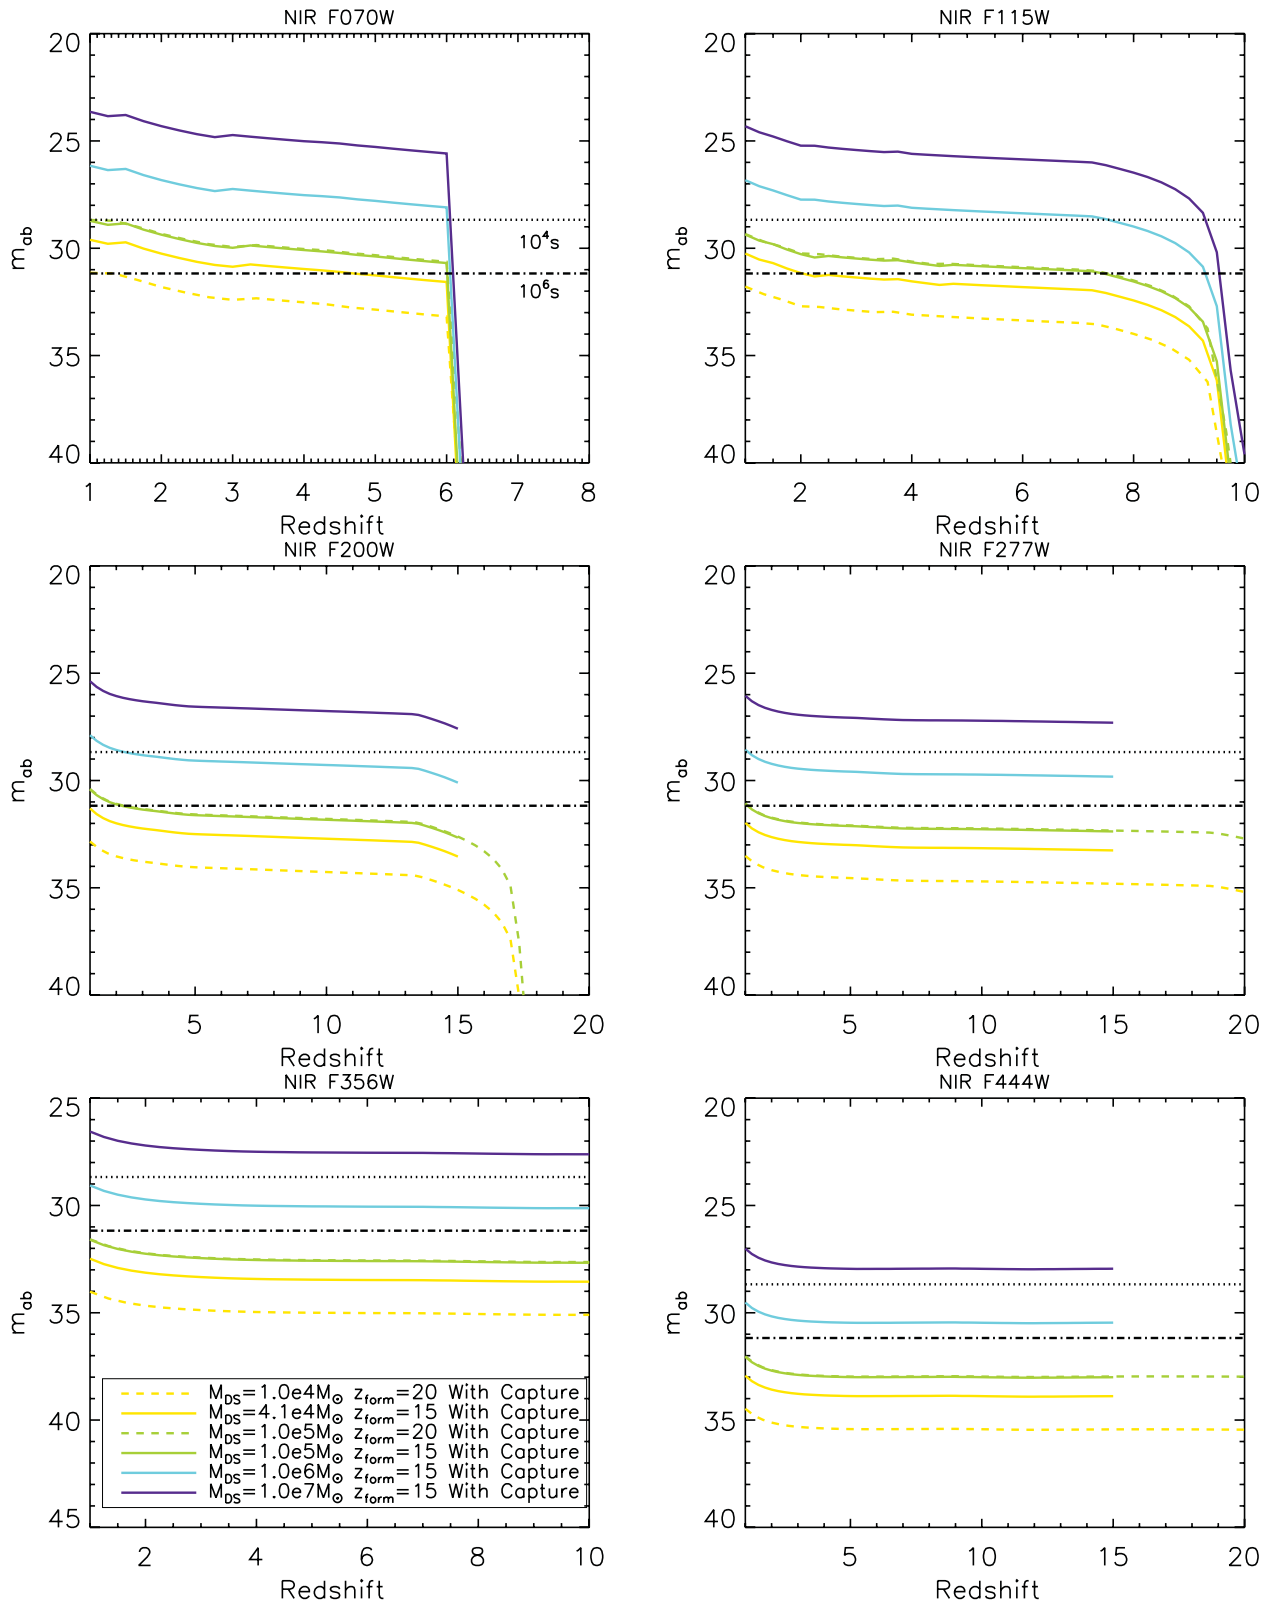 NIR F070W
20
25
30
35
40
m_ab
10⁴s
10⁶s
1 2 3 4 5 6 7 8
Redshift
NIR F115W
20
25
30
35
40
m_ab
2 4 6 8 10
Redshift
NIR F200W
20
25
30
35
40
m_ab
5 10 15 20
Redshift
NIR F277W
20
25
30
35
40
m_ab
5 10 15 20
Redshift
NIR F356W
25
30
35
40
45
m_ab
M_DS=1.0e4M_⊙ z_form=20 With Capture
M_DS=4.1e4M_⊙ z_form=15 With Capture
M_DS=1.0e5M_⊙ z_form=20 With Capture
M_DS=1.0e5M_⊙ z_form=15 With Capture
M_DS=1.0e6M_⊙ z_form=15 With Capture
M_DS=1.0e7M_⊙ z_form=15 With Capture
2 4 6 8 10
Redshift
NIR F444W
20
25
30
35
40
m_ab
5 10 15 20
Redshift